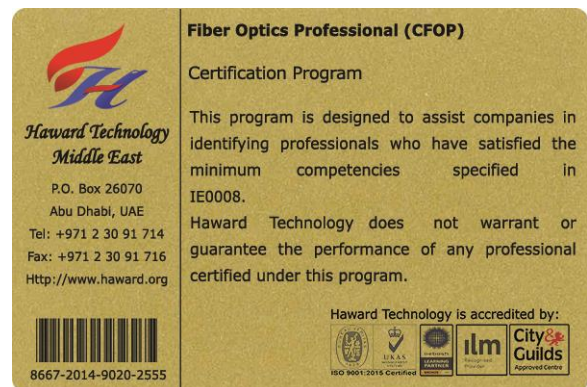 Haward Technology
Middle East
P.O. Box 26070
Abu Dhabi, UAE
Tel: +971 2 30 91 714
Fax: +971 2 30 91 716
Http://www.haward.org
8667-2014-9020-2555
Fiber Optics Professional (CFOP)
Certification Program
This program is designed to assist companies in
identifying professionals who have satisfied the
minimum competencies specified in
IE0008.
Haward Technology does not warrant or
guarantee the performance of any professional
certified under this program.
Haward Technology is accredited by:
ISO 9001:2015 Certified
UKAS
LEARNING
PARTNER
ilm
Recognised
Provider
City&
Guilds
Approved Centre